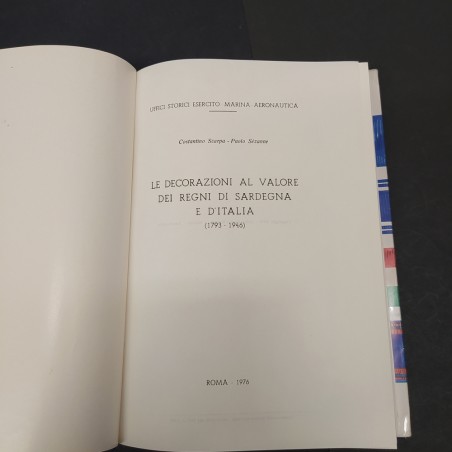 UFFICI STORICI ESERCITO MARINA AERONAUTICA
Costantino Scarpa - Paolo Sézanne
LE DECORAZIONI AL VALORE
DEI REGNI DI SARDEGNA
E D'ITALIA
(1793 - 1946)
ROMA - 1976